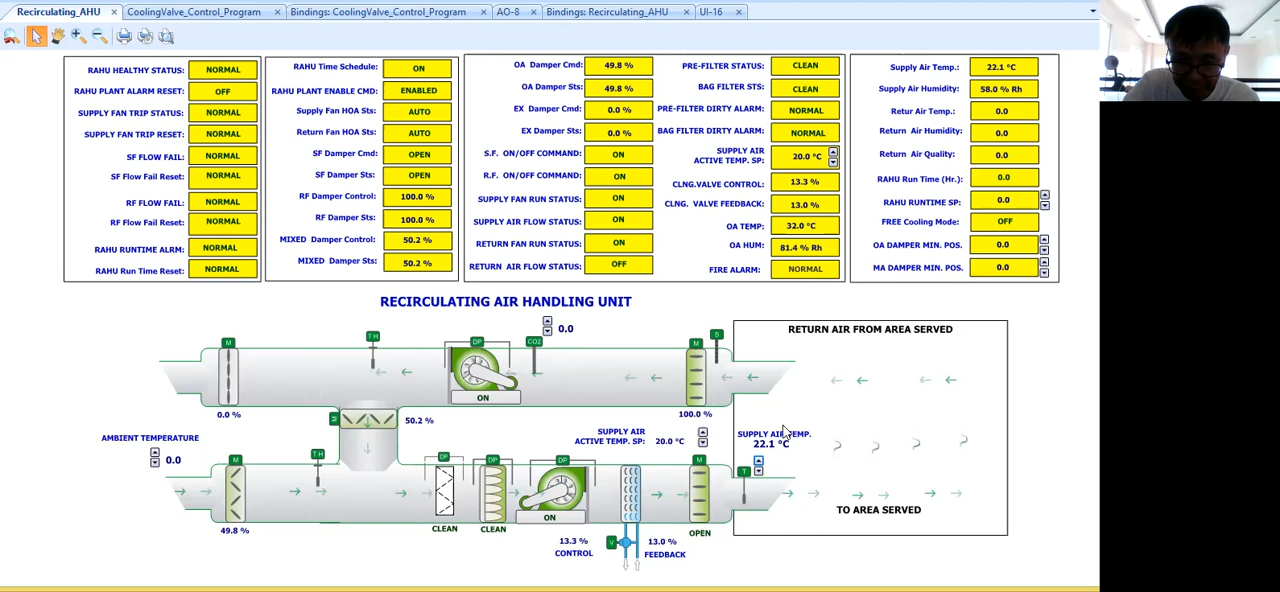 Recirculating_AHU
CoolingValve_Control_Program
Bindings: CoolingValve_Control_Program
AO-8
Bindings: Recirculating_AHU
UI-16
RAHU HEALTHY STATUS: NORMAL
RAHU PLANT ALARM RESET: OFF
SUPPLY FAN TRIP STATUS: NORMAL
SUPPLY FAN TRIP RESET: NORMAL
SF FLOW FAIL: NORMAL
SF Flow Fail Reset: NORMAL
RF FLOW FAIL: NORMAL
RF Flow Fail Reset: NORMAL
RAHU RUNTIME ALRM: NORMAL
RAHU Run Time Reset: NORMAL
RAHU Time Schedule: ON
RAHU PLANT ENABLE CMD: ENABLED
Supply Fan HOA Sts: AUTO
Return Fan HOA Sts: AUTO
SF Damper Cmd: OPEN
SF Damper Sts: OPEN
RF Damper Control: 100.0 %
RF Damper Sts: 100.0 %
MIXED Damper Control: 50.2 %
MIXED Damper Sts: 50.2 %
OA Damper Cmd: 49.8 %
OA Damper Sts: 49.8 %
EX Damper Cmd: 0.0 %
EX Damper Sts: 0.0 %
S.F. ON/OFF COMMAND: ON
R.F. ON/OFF COMMAND: ON
SUPPLY FAN RUN STATUS: ON
SUPPLY AIR FLOW STATUS: ON
RETURN FAN RUN STATUS: ON
RETURN AIR FLOW STATUS: OFF
PRE-FILTER STATUS: CLEAN
BAG FILTER STS: CLEAN
PRE-FILTER DIRTY ALARM: NORMAL
BAG FILTER DIRTY ALARM: NORMAL
SUPPLY AIR
ACTIVE TEMP. SP: 20.0 °C
CLNG.VALVE CONTROL: 13.3 %
CLNG. VALVE FEEDBACK: 13.0 %
OA TEMP: 32.0 °C
OA HUM: 81.4 % Rh
FIRE ALARM: NORMAL
Supply Air Temp.: 22.1 °C
Supply Air Humidity: 58.0 % Rh
Retur Air Temp.: 0.0
Return Air Humidity: 0.0
Return Air Quality: 0.0
RAHU Run Time (Hr.): 0.0
RAHU RUNTIME SP: 0.0
FREE Cooling Mode: OFF
OA DAMPER MIN. POS. 0.0
MA DAMPER MIN. POS. 0.0
RECIRCULATING AIR HANDLING UNIT
0.0
RETURN AIR FROM AREA SERVED
M
T H
DP
CO2
M
S
ON
0.0 %
M
50.2 %
100.0 %
AMBIENT TEMPERATURE
0.0
SUPPLY AIR
ACTIVE TEMP. SP: 20.0 °C
SUPPLY AIR TEMP.
22.1 °C
M
T H
DP
DP
DP
M
T
ON
TO AREA SERVED
49.8 %
CLEAN
CLEAN
OPEN
13.3 %
CONTROL
V
13.0 %
FEEDBACK